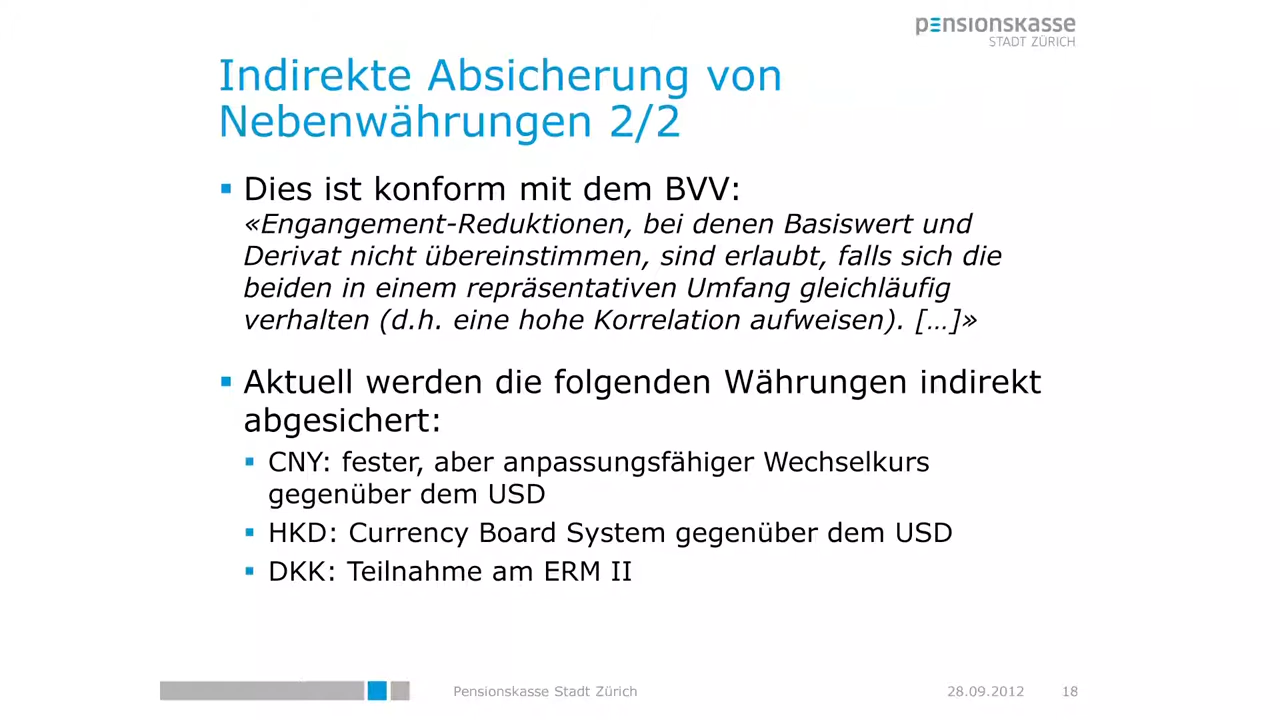 pensionskasse
STADT ZÜRICH
Indirekte Absicherung von
Nebenwährungen 2/2
Dies ist konform mit dem BVV:
«Engangement-Reduktionen, bei denen Basiswert und
Derivat nicht übereinstimmen, sind erlaubt, falls sich die
beiden in einem repräsentativen Umfang gleichläufig
verhalten (d.h. eine hohe Korrelation aufweisen). […]»
Aktuell werden die folgenden Währungen indirekt
abgesichert:
CNY: fester, aber anpassungsfähiger Wechselkurs
gegenüber dem USD
HKD: Currency Board System gegenüber dem USD
DKK: Teilnahme am ERM II
Pensionskasse Stadt Zürich 28.09.2012 18